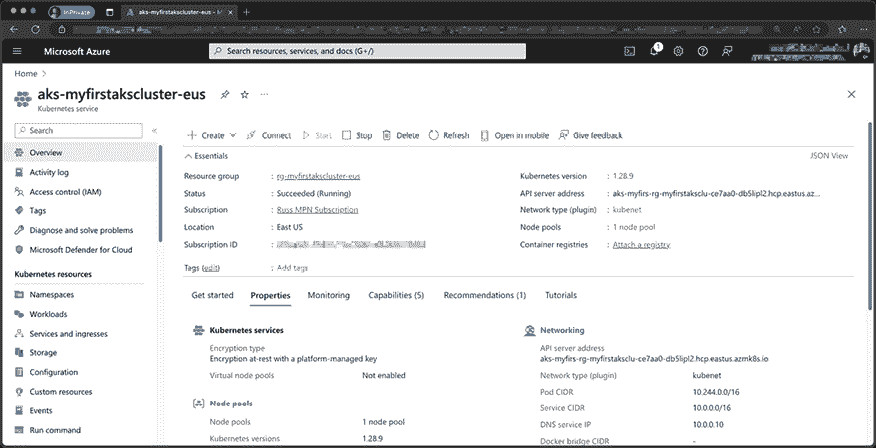 InPrivate
aks-myfirstakscluster-eus - M
Microsoft Azure
Search resources, services, and docs (G+/)
1
Home
aks-myfirstakscluster-eus
Kubernetes service
Search
Create
Connect
Start
Stop
Delete
Refresh
Open in mobile
Give feedback
Overview
Activity log
Access control (IAM)
Tags
Diagnose and solve problems
Microsoft Defender for Cloud
Kubernetes resources
Namespaces
Workloads
Services and ingresses
Storage
Configuration
Custom resources
Events
Run command
Essentials
JSON View
Resource group : rg-myfirstakscluster-eus
Status : Succeeded (Running)
Subscription : Russ MPN Subscription
Location : East US
Subscription ID :
Tags (edit) : Add tags
Kubernetes version : 1.28.9
API server address : aks-myfirs-rg-myfirstaksclu-ce7aa0-db5lipl2.hcp.eastus.az...
Network type (plugin) : kubenet
Node pools : 1 node pool
Container registries : Attach a registry
Get started Properties Monitoring Capabilities (5) Recommendations (1) Tutorials
Kubernetes services
Encryption type
Encryption at-rest with a platform-managed key
Virtual node pools Not enabled
Node pools
Node pools 1 node pool
Kubernetes versions 1.28.9
Networking
API server address
aks-myfirs-rg-myfirstaksclu-ce7aa0-db5lipl2.hcp.eastus.azmk8s.io
Network type (plugin) kubenet
Pod CIDR 10.244.0.0/16
Service CIDR 10.0.0.0/16
DNS service IP 10.0.0.10
Docker bridge CIDR -